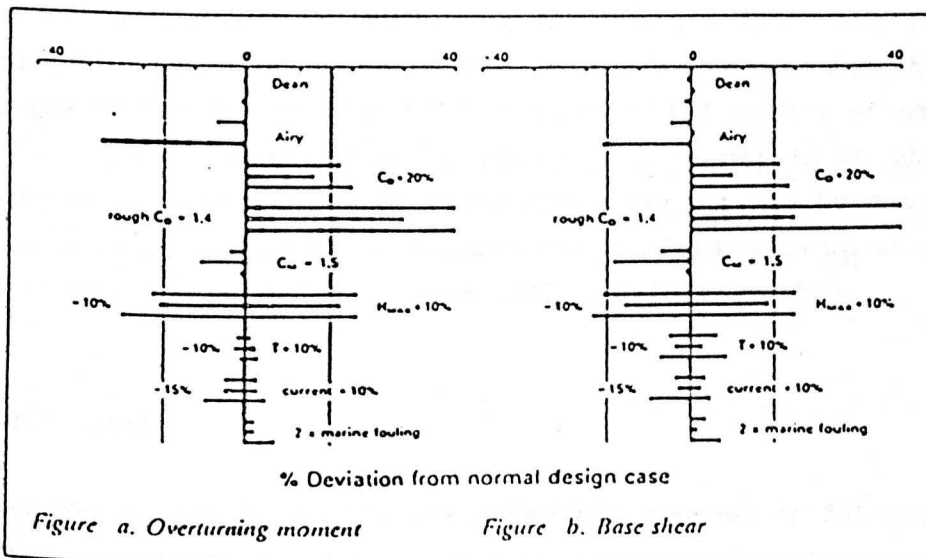 -40 0 40 -40 0 40
Dean Dean
Airy Airy
C_D + 20% C_D + 20%
rough C_D = 1.4 rough C_D = 1.4
C_M = 1.5 C_M = 1.5
-10% H_max + 10% -10% H_max + 10%
-10% T + 10% -10% T + 10%
-15% current + 10% -15% current + 10%
2 x marine fouling 2 x marine fouling
% Deviation from normal design case
Figure a. Overturning moment Figure b. Base shear